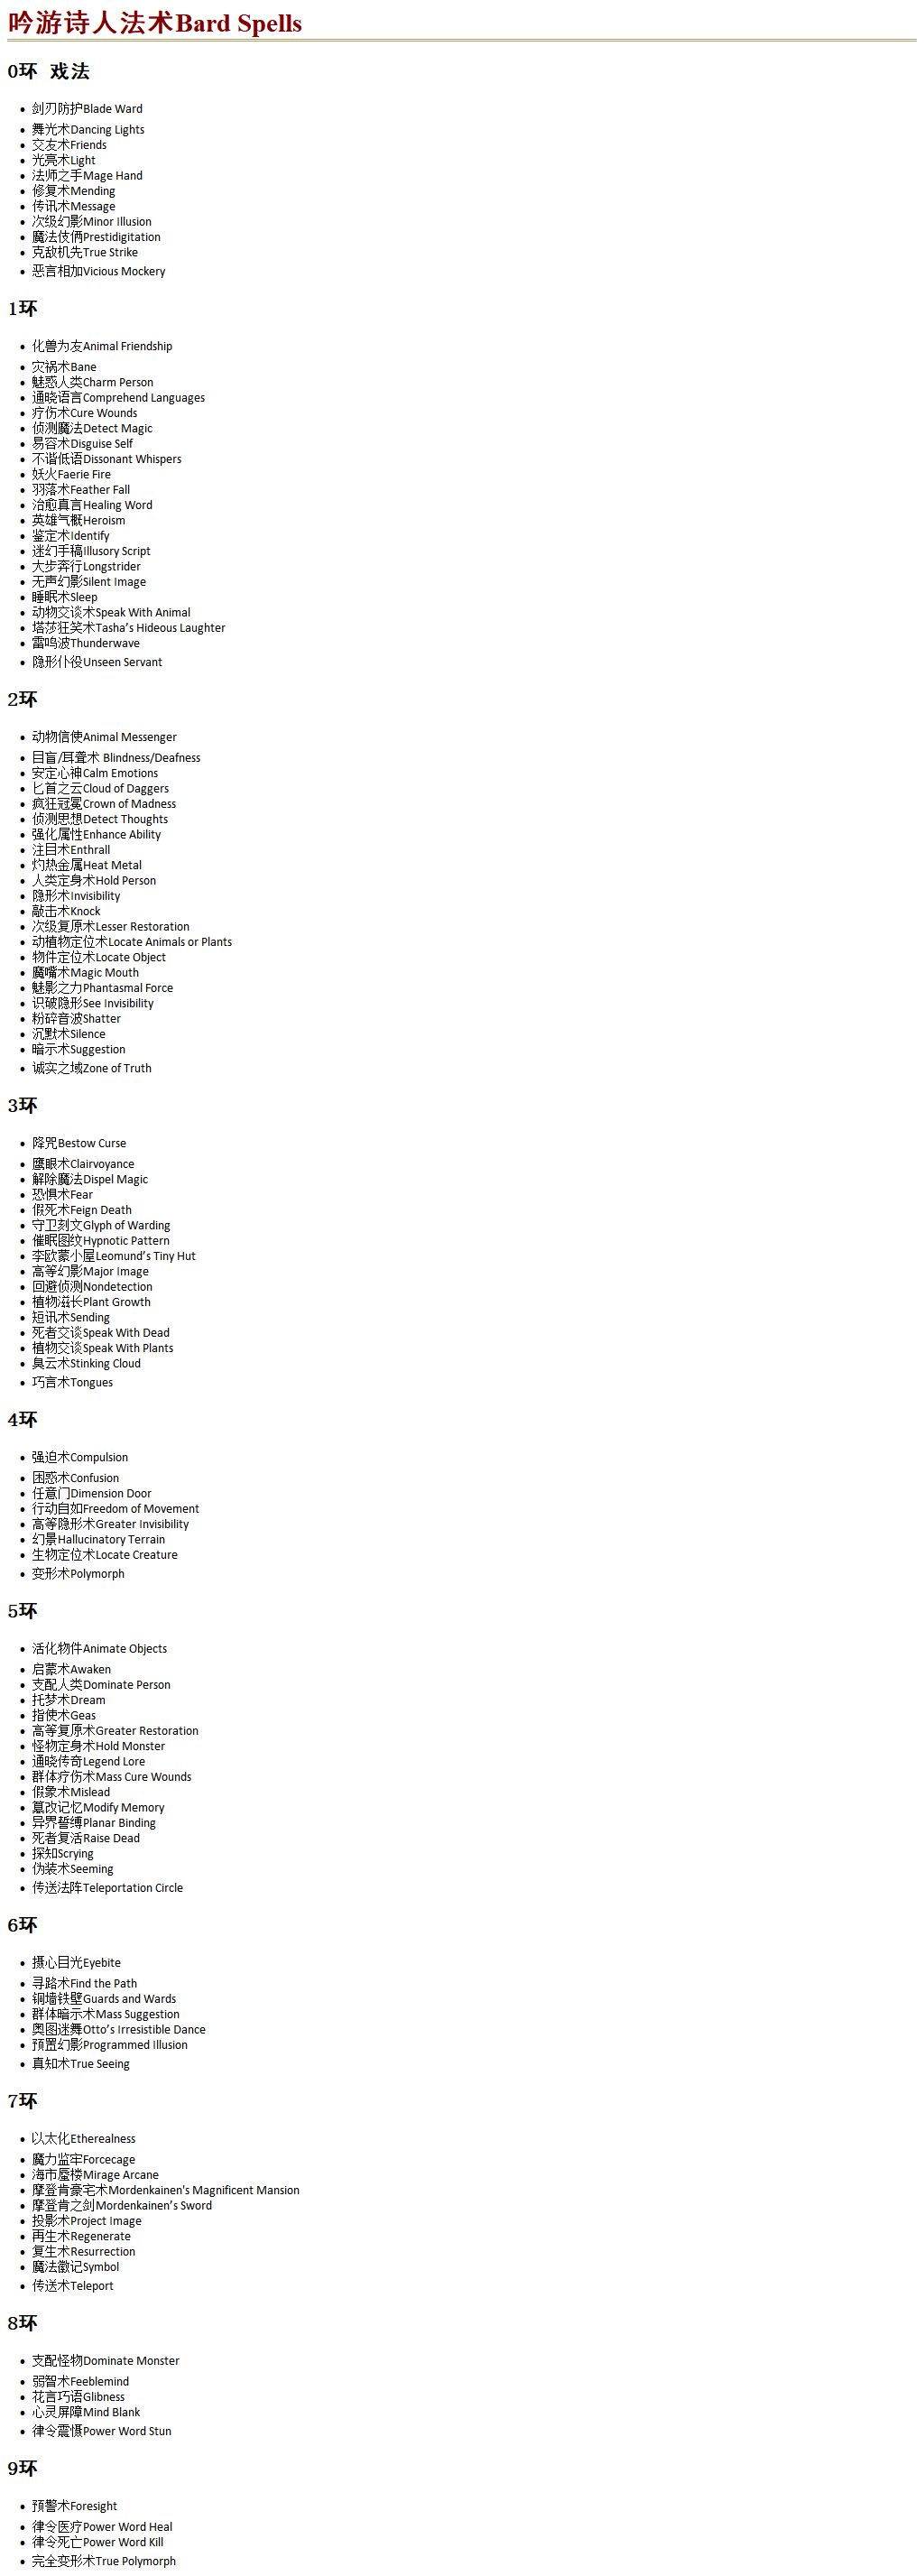 吟游诗人法术Bard Spells
0环 戏法
剑刃防护Blade Ward
舞光术Dancing Lights
交友术Friends
光亮术Light
法师之手Mage Hand
修复术Mending
传讯术Message
次级幻影Minor Illusion
魔法伎俩Prestidigitation
克敌机先True Strike
恶言相加Vicious Mockery
1环
化兽为友Animal Friendship
灾祸术Bane
魅惑人类Charm Person
通晓语言Comprehend Languages
疗伤术Cure Wounds
侦测魔法Detect Magic
易容术Disguise Self
不谐低语Dissonant Whispers
妖火Faerie Fire
羽落术Feather Fall
治愈真言Healing Word
英雄气概Heroism
鉴定术Identify
迷幻手稿Illusory Script
大步奔行Longstrider
无声幻影Silent Image
睡眠术Sleep
动物交谈术Speak With Animal
塔莎狂笑术Tasha’s Hideous Laughter
雷鸣波Thunderwave
隐形仆役Unseen Servant
2环
动物信使Animal Messenger
目盲/耳聋术 Blindness/Deafness
安定心神Calm Emotions
匕首之云Cloud of Daggers
疯狂冠冕Crown of Madness
侦测思想Detect Thoughts
强化属性Enhance Ability
注目术Enthrall
灼热金属Heat Metal
人类定身术Hold Person
隐形术Invisibility
敲击术Knock
次级复原术Lesser Restoration
动植物定位术Locate Animals or Plants
物件定位术Locate Object
魔嘴术Magic Mouth
魅影之力Phantasmal Force
识破隐形See Invisibility
粉碎音波Shatter
沉默术Silence
暗示术Suggestion
诚实之域Zone of Truth
3环
降咒Bestow Curse
鹰眼术Clairvoyance
解除魔法Dispel Magic
恐惧术Fear
假死术Feign Death
守卫刻文Glyph of Warding
催眠图纹Hypnotic Pattern
李欧蒙小屋Leomund’s Tiny Hut
高等幻影Major Image
回避侦测Nondetection
植物滋长Plant Growth
短讯术Sending
死者交谈Speak With Dead
植物交谈Speak With Plants
臭云术Stinking Cloud
巧言术Tongues
4环
强迫术Compulsion
困惑术Confusion
任意门Dimension Door
行动自如Freedom of Movement
高等隐形术Greater Invisibility
幻景Hallucinatory Terrain
生物定位术Locate Creature
变形术Polymorph
5环
活化物件Animate Objects
启蒙术Awaken
支配人类Dominate Person
托梦术Dream
指使术Geas
高等复原术Greater Restoration
怪物定身术Hold Monster
通晓传奇Legend Lore
群体疗伤术Mass Cure Wounds
假象术Mislead
篡改记忆Modify Memory
异界誓缚Planar Binding
死者复活Raise Dead
探知Scrying
伪装术Seeming
传送法阵Teleportation Circle
6环
摄心目光Eyebite
寻路术Find the Path
铜墙铁壁Guards and Wards
群体暗示术Mass Suggestion
奥图迷舞Otto’s Irresistible Dance
预置幻影Programmed Illusion
真知术True Seeing
7环
以太化Etherealness
魔力监牢Forcecage
海市蜃楼Mirage Arcane
摩登肯豪宅术Mordenkainen's Magnificent Mansion
摩登肯之剑Mordenkainen’s Sword
投影术Project Image
再生术Regenerate
复生术Resurrection
魔法徽记Symbol
传送术Teleport
8环
支配怪物Dominate Monster
弱智术Feeblemind
花言巧语Glibness
心灵屏障Mind Blank
律令震慑Power Word Stun
9环
预警术Foresight
律令医疗Power Word Heal
律令死亡Power Word Kill
完全变形术True Polymorph